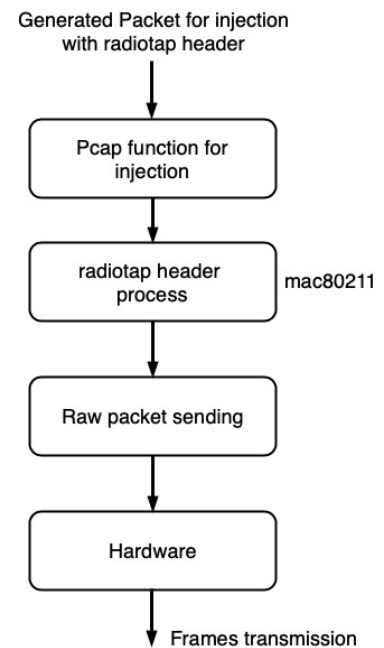 Generated Packet for injection
with radiotap header
Pcap function for
injection
radiotap header
process
mac80211
Raw packet sending
Hardware
Frames transmission